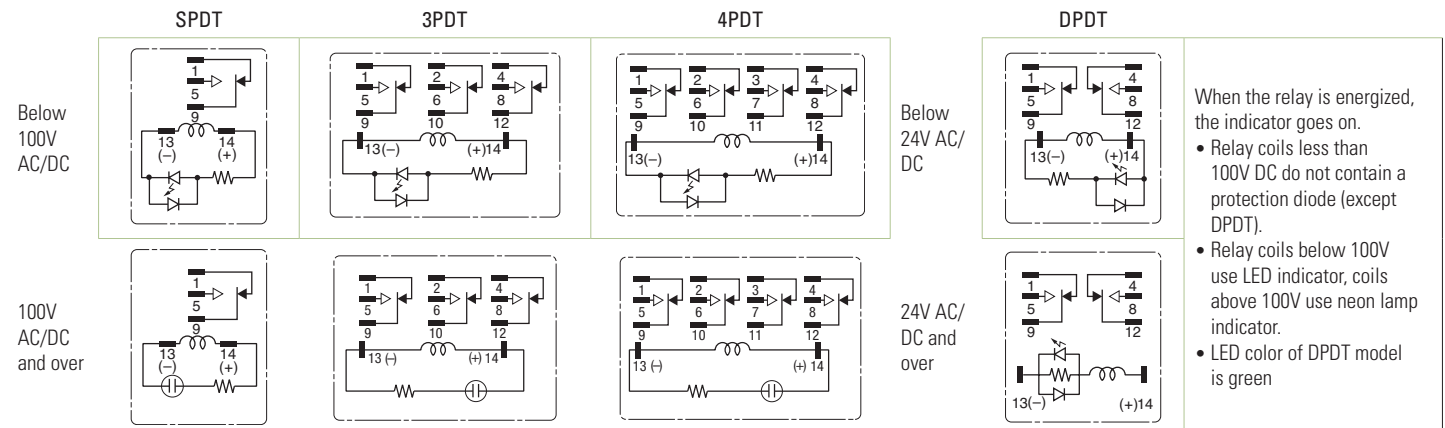 SPDT
3PDT
4PDT
DPDT
Below
100V
AC/DC
1
5
9
13
(–)
14
(+)
1
5
9
2
6
10
4
8
12
13(–)
(+)14
1
5
9
2
6
10
3
7
11
4
8
12
13(–)
(+)14
Below
24V AC/
DC
1
5
9
4
8
12
13(–)
(+)14
100V
AC/DC
and over
1
5
9
13
(–)
14
(+)
1
5
9
2
6
10
4
8
12
13 (–)
(+) 14
1
5
9
2
6
10
3
7
11
4
8
12
13 (–)
(+) 14
24V AC/
DC and
over
1
5
9
4
8
12
13(–)
(+)14
When the relay is energized,
the indicator goes on.
• Relay coils less than
100V DC do not contain a
protection diode (except
DPDT).
• Relay coils below 100V
use LED indicator, coils
above 100V use neon lamp
indicator.
• LED color of DPDT model
is green